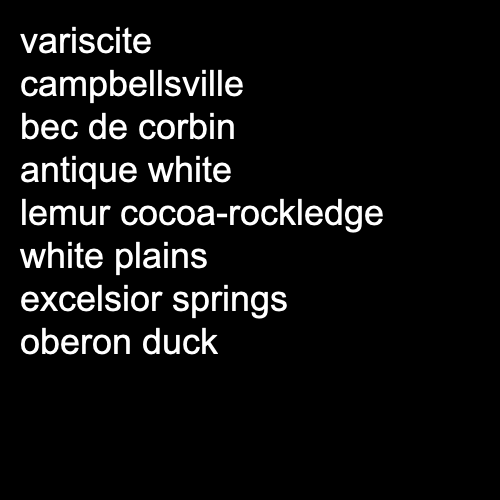 variscite
campbellsville
bec de corbin
antique white
lemur cocoa-rockledge
white plains
excelsior springs
oberon duck